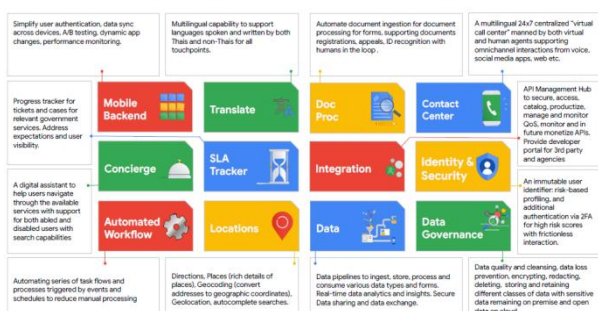 Simplify user authentication, data sync
across devices, A/B testing, dynamic app
changes, performance monitoring.
Multilingual capability to support
languages spoken and written by both
Thais and non-Thais for all
touchpoints.
Automate document ingestion for document
processing for forms, supporting documents
registrations, appeals, ID recognition with
humans in the loop .
A multilingual 24x7 centralized "virtual
call center" manned by both virtual
and human agents supporting
omnichannel interactions from voice,
social media apps, web etc.
Mobile
Backend
Translate
Doc
Proc
Contact
Center
Progress tracker for
tickets and cases for
relevant government
services. Address
expectations and user
visibility.
API Management Hub
to secure, access,
catalog, productize,
manage and monitor
QoS, monitor and in
future monetize APIs.
Provide developer
portal for 3rd party
and agencies
Concierge
SLA
Tracker
Integration
Identity &
Security
A digital assistant to
help users navigate
through the available
services with support
for both abled and
disabled users with
search capabilities
An immutable user
identifier: risk-based
profiling, and
additional
authentication via 2FA
for high risk scores
with frictionless
interaction.
Automated
Workflow
Locations
Data
Data
Governance
Automating series of task flows and
processes triggered by events and
schedules to reduce manual processing
Directions, Places (rich details of
places), Geocoding (convert
addresses to geographic coordinates),
Geolocation, autocomplete searches.
Data pipelines to ingest, store, process and
consume various data types and forms.
Real-time data analytics and insights. Secure
Data sharing and data exchange.
Data quality and cleansing, data loss
prevention, encrypting, redacting,
deleting, storing and retaining
different classes of data with sensitive
data remaining on premise and open
data on cloud